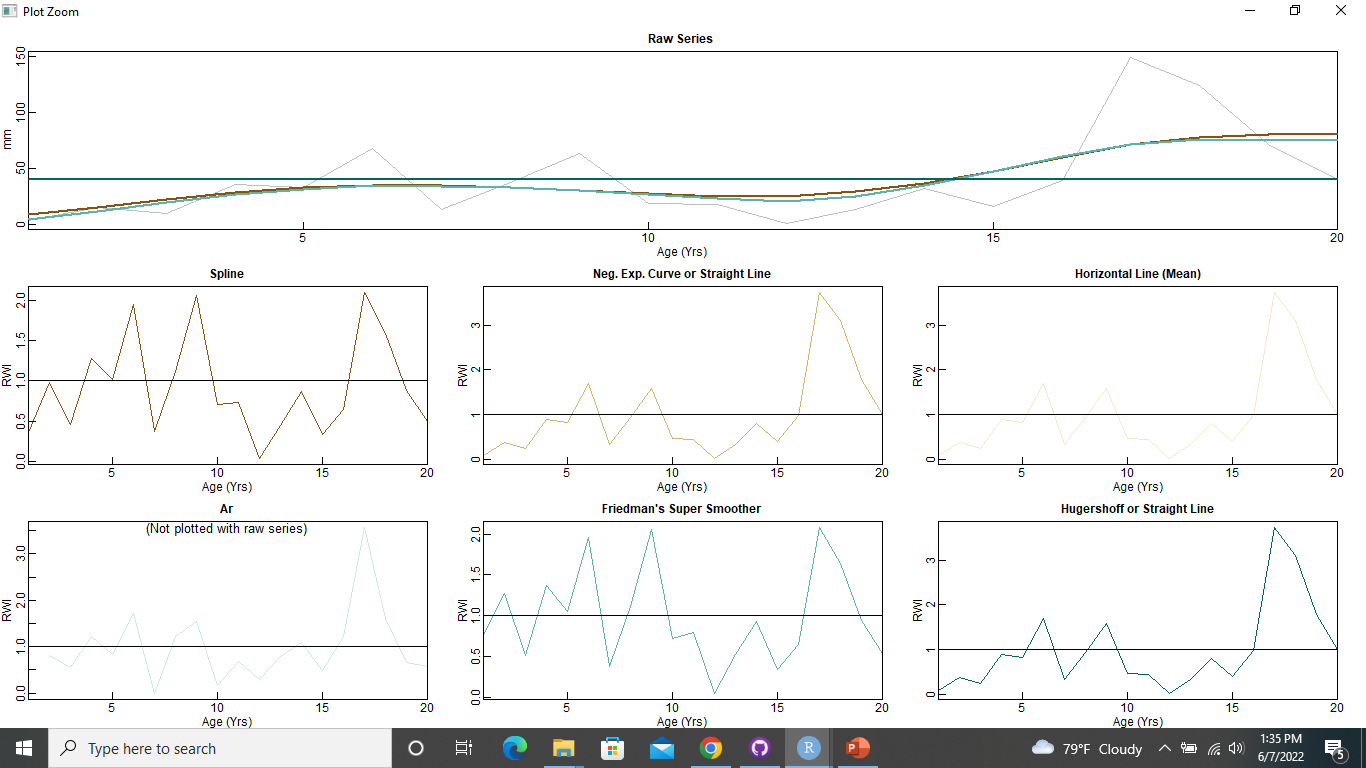 Plot Zoom
Raw Series
mm
0 50 100 150
5 10 15 20
Age (Yrs)
Spline
RWI
0.0 0.5 1.0 1.5 2.0
5 10 15 20
Age (Yrs)
Neg. Exp. Curve or Straight Line
RWI
0 1 2 3
5 10 15 20
Age (Yrs)
Horizontal Line (Mean)
RWI
0 1 2 3
5 10 15 20
Age (Yrs)
Ar
(Not plotted with raw series)
RWI
0.0 1.0 2.0 3.0
5 10 15 20
Age (Yrs)
Friedman's Super Smoother
RWI
0.0 0.5 1.0 1.5 2.0
5 10 15 20
Age (Yrs)
Hugershoff or Straight Line
RWI
0 1 2 3
5 10 15 20
Age (Yrs)
Type here to search
R
P
79°F Cloudy
1:35 PM
6/7/2022
5